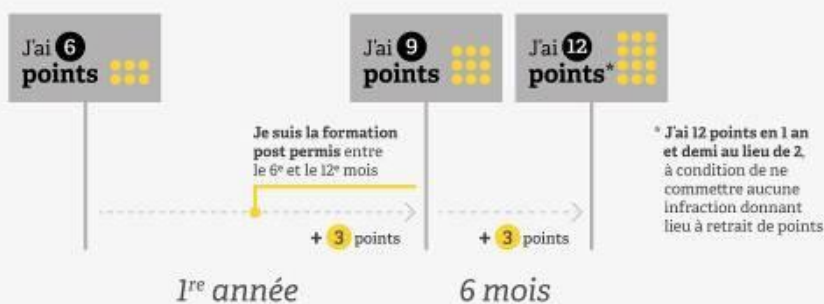 J'ai 6
points
J'ai 9
points
J'ai 12
points*
Je suis la formation
post permis entre
le 6e et le 12e mois
* J'ai 12 points en 1 an
et demi au lieu de 2,
à condition de ne
commettre aucune
infraction donnant
lieu à retrait de points
+ 3 points
+ 3 points
1re année
6 mois